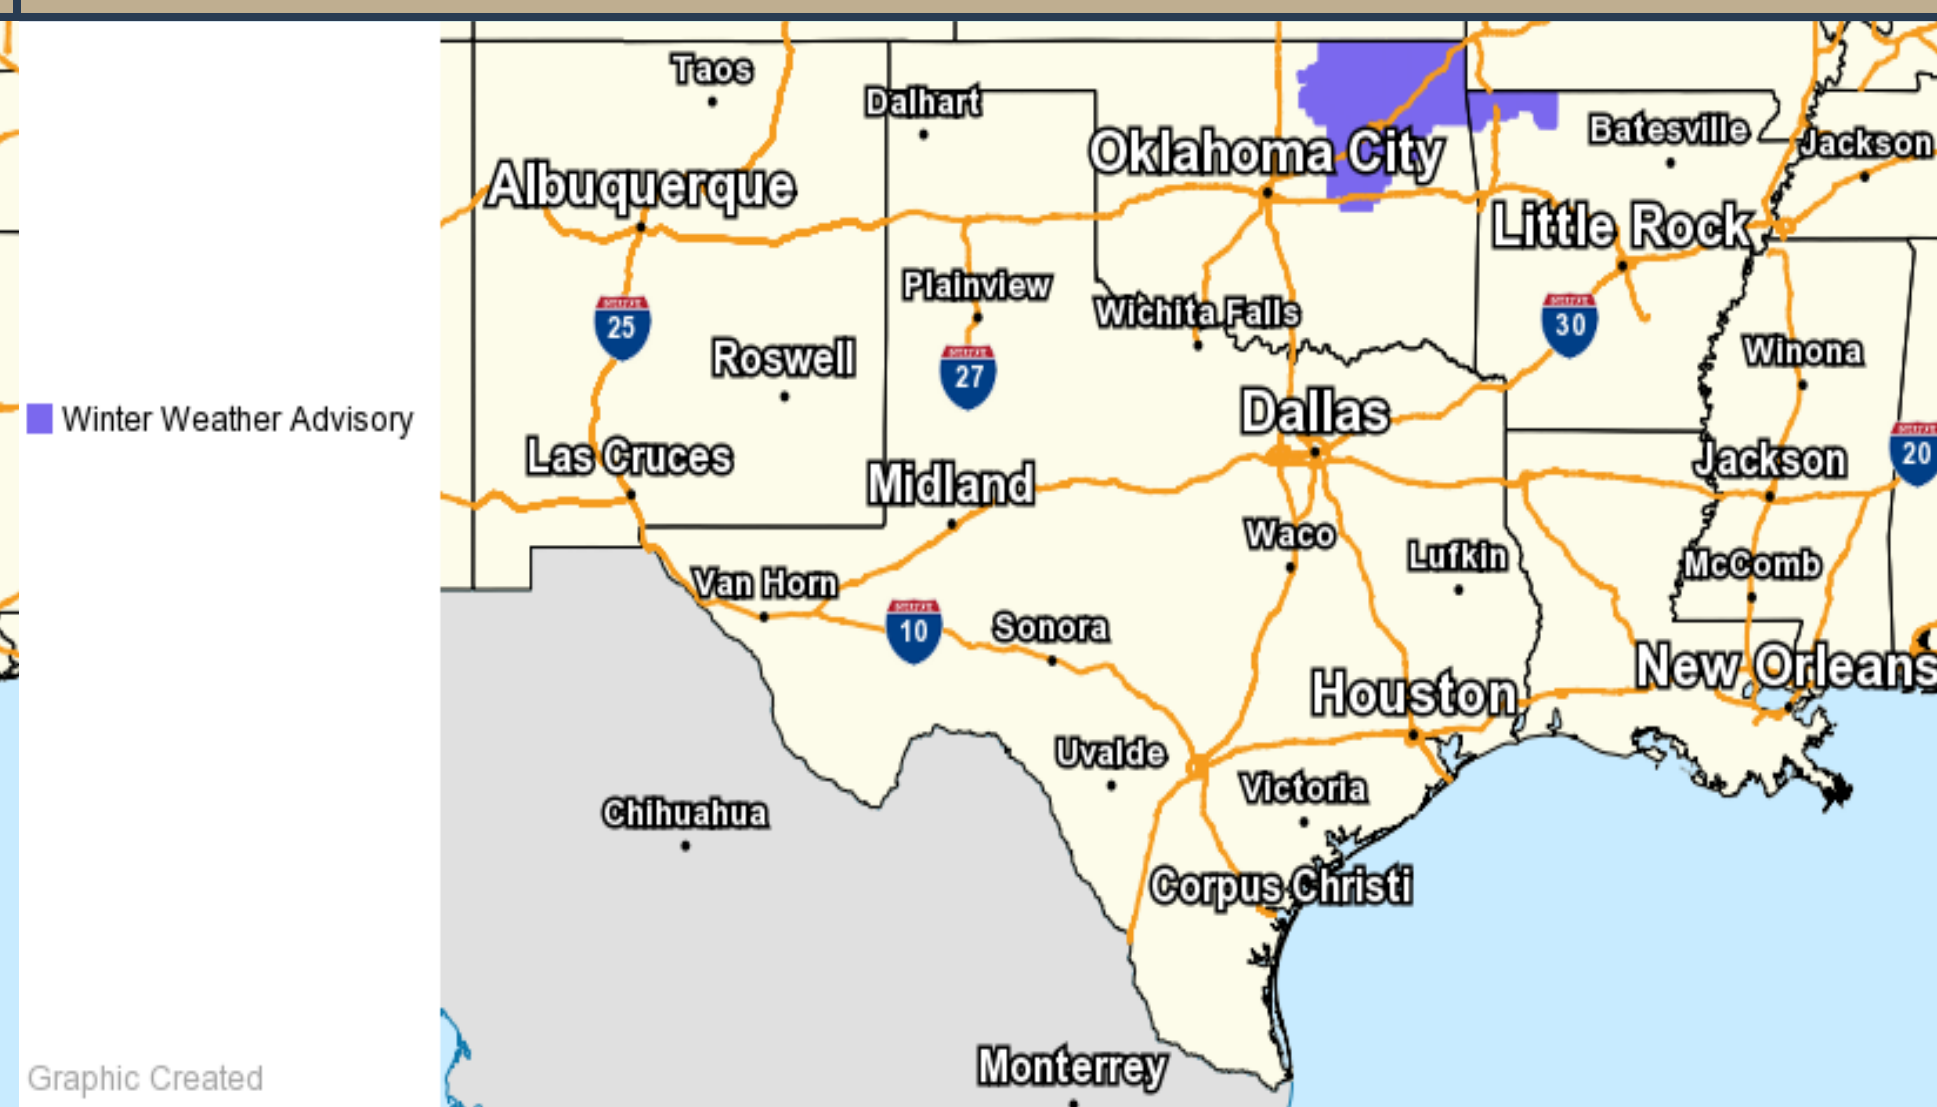 Taos
Dalhart
Oklahoma City
Batesville
Jackson
Albuquerque
Little Rock
Plainview
Wichita Falls
25
30
Roswell
27
Winona
Dallas
Winter Weather Advisory
Las Cruces
Midland
Jackson
20
Waco
Lufkin
McComb
Van Horn
10
Sonora
New Orleans
Houston
Uvalde
Victoria
Chihuahua
Corpus Christi
Monterrey
Graphic Created